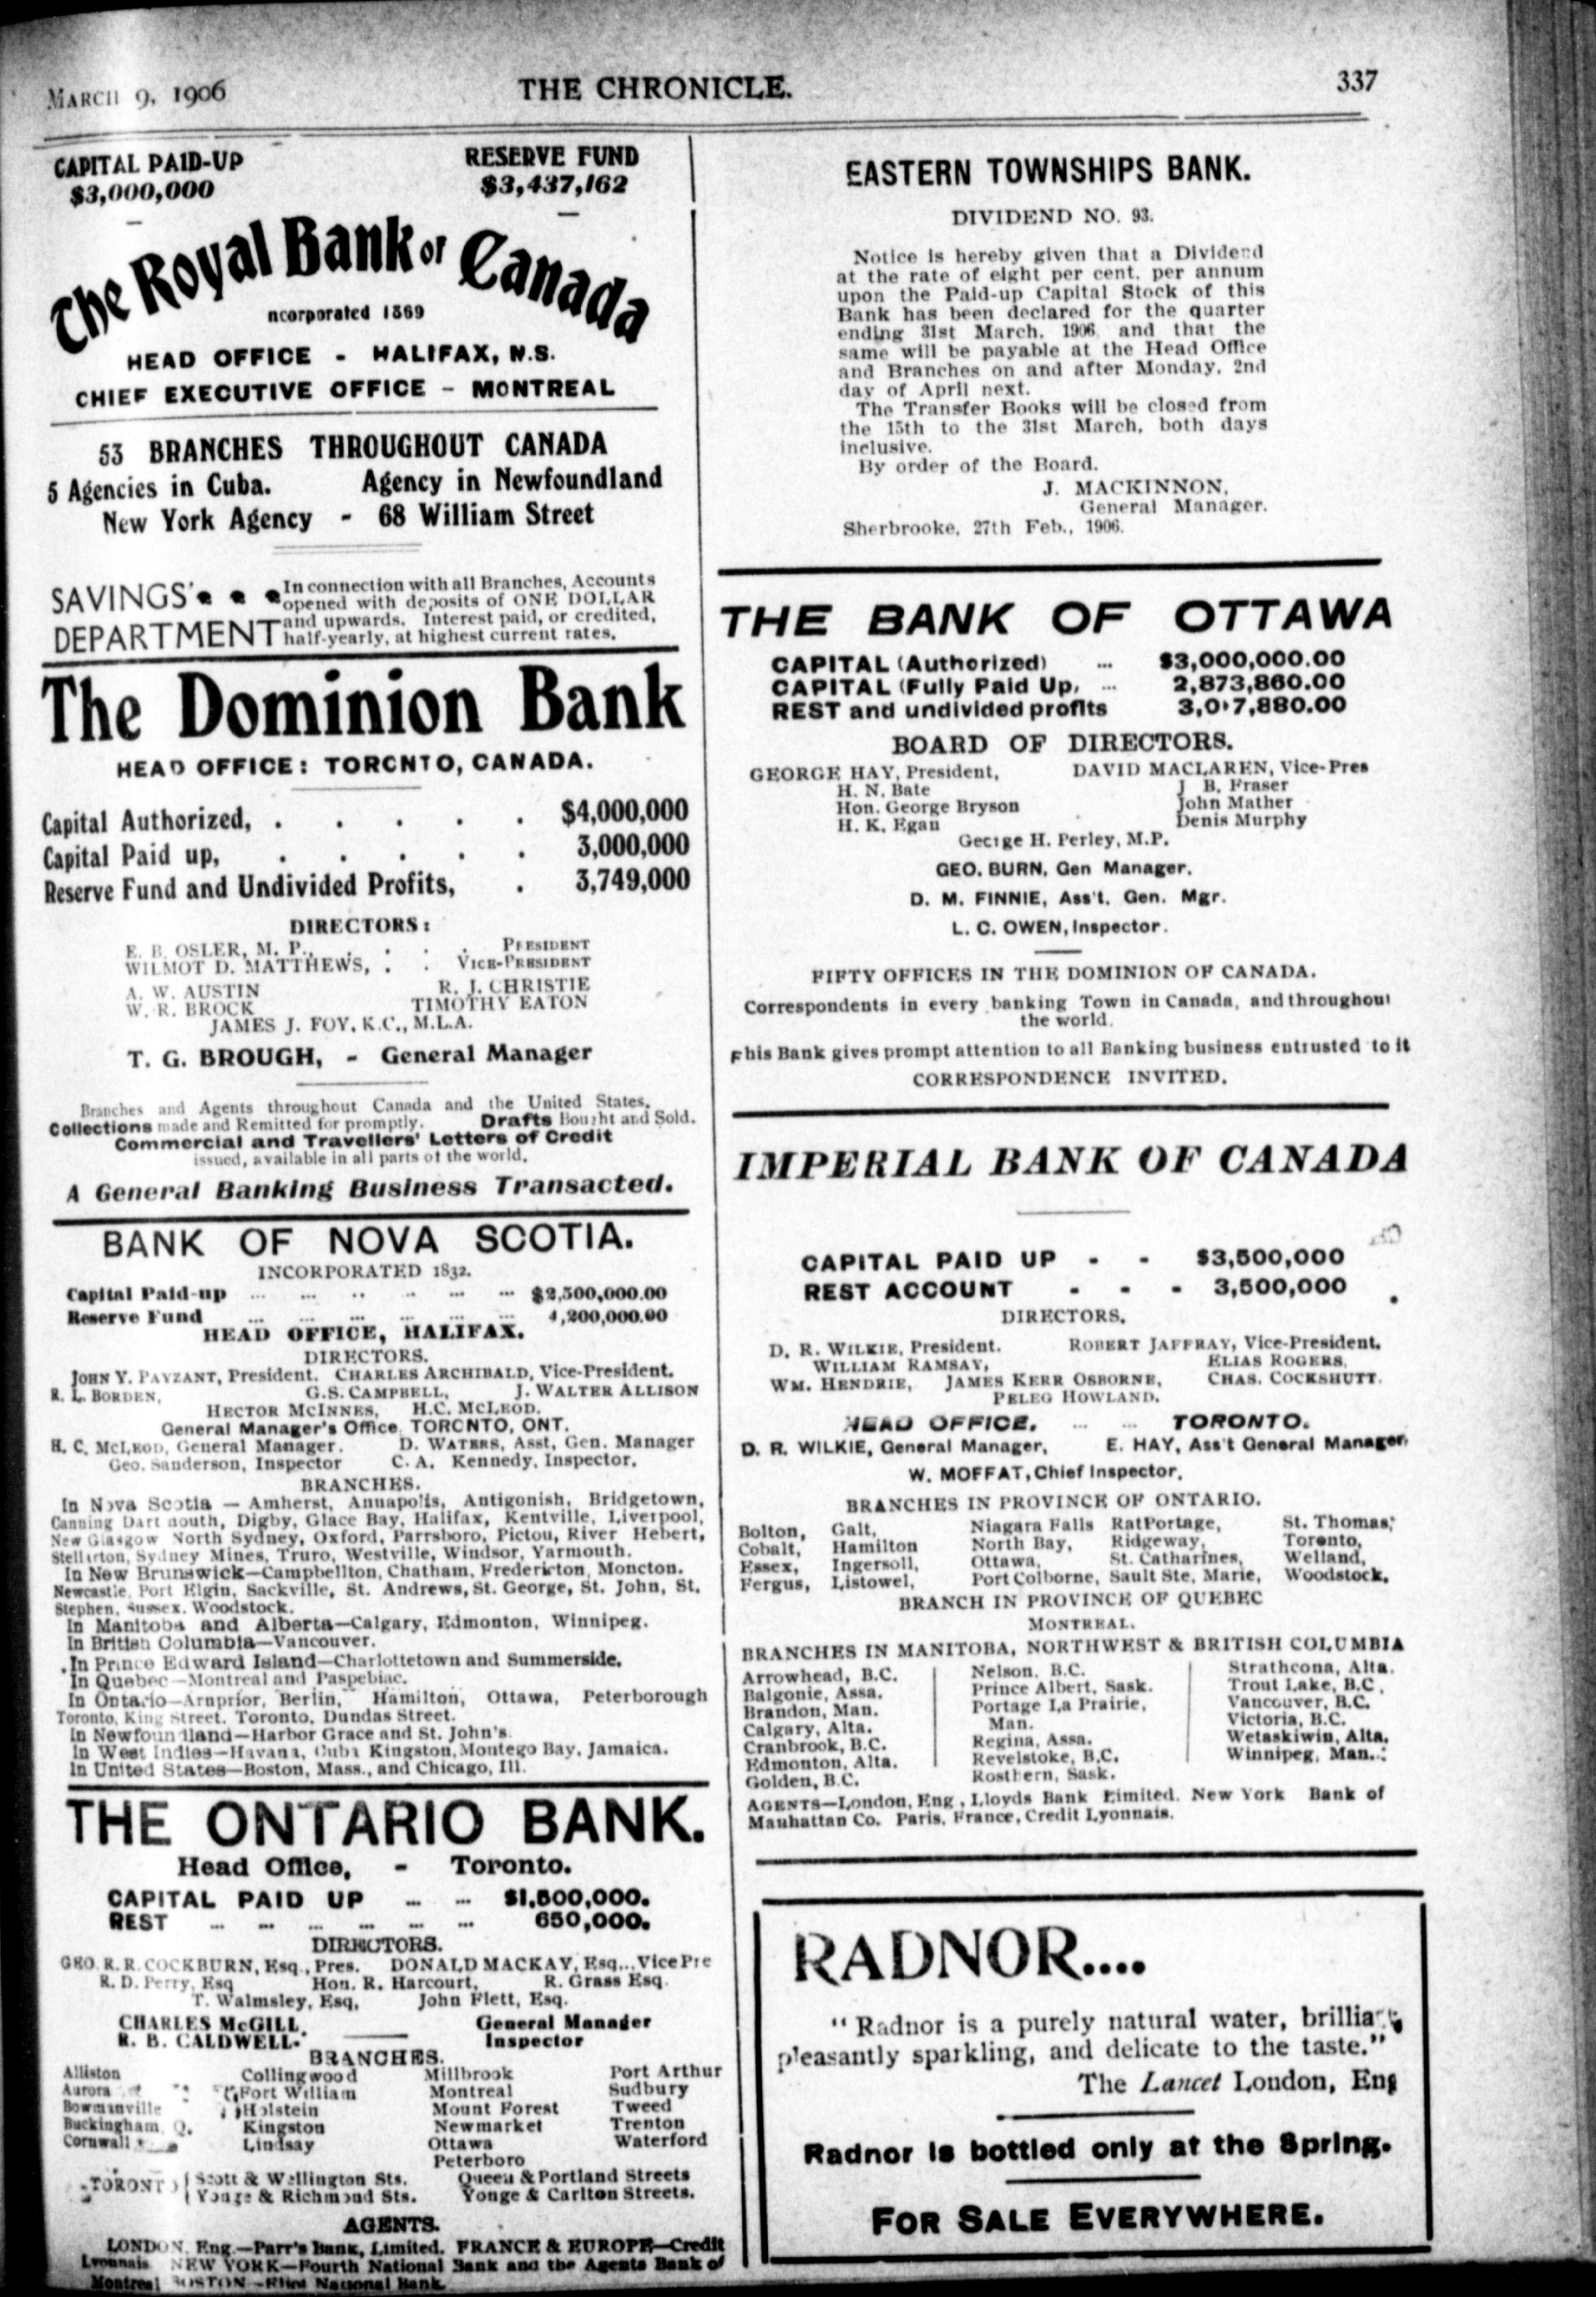 MARCH 9, 1906
THE CHRONICLE.
337
CAPITAL PAID-UP
$3,000,000
RESERVE FUND
$3,437,162
The Royal Bank of Canada
ncorporated 1869
HEAD OFFICE - HALIFAX, N.S.
CHIEF EXECUTIVE OFFICE - MONTREAL
53 BRANCHES THROUGHOUT CANADA
5 Agencies in Cuba. Agency in Newfoundland
New York Agency - 68 William Street
SAVINGS
DEPARTMENT
In connection with all Branches, Accounts
opened with deposits of ONE DOLLAR
and upwards. Interest paid, or credited,
half-yearly, at highest current rates.
The Dominion Bank
HEAD OFFICE: TORONTO, CANADA.
Capital Authorized, . . . . . $4,000,000
Capital Paid up, . . . . . 3,000,000
Reserve Fund and Undivided Profits, . 3,749,000
DIRECTORS:
E. B. OSLER, M. P., . . . PRESIDENT
WILMOT D. MATTHEWS, . . VICE-PRESIDENT
A. W. AUSTIN R. J. CHRISTIE
W. R. BROCK TIMOTHY EATON
JAMES J. FOY, K.C., M.L.A.
T. G. BROUGH, - General Manager
Branches and Agents throughout Canada and the United States.
Collections made and Remitted for promptly. Drafts Bought and Sold.
Commercial and Travellers' Letters of Credit
issued, available in all parts of the world.
A General Banking Business Transacted.
BANK OF NOVA SCOTIA.
INCORPORATED 1832.
Capital Paid-up ... ... .. ... ... ... $2,500,000.00
Reserve Fund ... ... ... ... ... ... 4,200,000.00
HEAD OFFICE, HALIFAX.
DIRECTORS.
JOHN Y. PAYZANT, President. CHARLES ARCHIBALD, Vice-President.
R. L. BORDEN, G.S. CAMPBELL, J. WALTER ALLISON
HECTOR MCINNES, H.C. MCLEOD.
General Manager's Office, TORONTO, ONT.
H. C. MCLEOD, General Manager. D. WATERS, Asst, Gen. Manager
Geo. Sanderson, Inspector C. A. Kennedy, Inspector.
BRANCHES.
In Nova Scotia — Amherst, Annapolis, Antigonish, Bridgetown,
Canning Dartmouth, Digby, Glace Bay, Halifax, Kentville, Liverpool,
New Glasgow North Sydney, Oxford, Parrsboro, Pictou, River Hebert,
Stellarton, Sydney Mines, Truro, Westville, Windsor, Yarmouth.
In New Brunswick—Campbellton, Chatham, Fredericton, Moncton.
Newcastle, Port Elgin, Sackville, St. Andrews, St. George, St. John, St.
Stephen, Sussex, Woodstock.
In Manitoba and Alberta—Calgary, Edmonton, Winnipeg.
In British Columbia—Vancouver.
In Prince Edward Island—Charlottetown and Summerside.
In Quebec—Montreal and Paspebiac.
In Ontario—Arnprior, Berlin, Hamilton, Ottawa, Peterborough
Toronto, King Street. Toronto, Dundas Street.
In Newfoundland—Harbor Grace and St. John's.
In West Indies—Havana, Cuba Kingston, Montego Bay, Jamaica.
In United States—Boston, Mass., and Chicago, Ill.
THE ONTARIO BANK.
Head Office, - Toronto.
CAPITAL PAID UP ... ... $1,500,000.
REST ... ... ... ... ... ... 650,000.
DIRECTORS.
GEO. R. R. COCKBURN, Esq., Pres. DONALD MACKAY, Esq... Vice Pre
R. D. Perry, Esq Hon. R. Harcourt, R. Grass Esq.
T. Walmsley, Esq, John Flett, Esq.
CHARLES McGILL, General Manager
R. B. CALDWELL. Inspector
BRANCHES.
Alliston Collingwood Millbrook Port Arthur
Aurora Fort William Montreal Sudbury
Bowmanville Holstein Mount Forest Tweed
Buckingham, Q. Kingston Newmarket Trenton
Cornwall Lindsay Ottawa Waterford
Peterboro
TORONTO { Scott & Wellington Sts. Queen & Portland Streets
Yonge & Richmond Sts. Yonge & Carlton Streets.
AGENTS.
LONDON, Eng.—Parr's Bank, Limited. FRANCE & EUROPE—Credit
Lyonnais NEW YORK—Fourth National Bank and the Agents Bank of
Montreal BOSTON—Eliot National Bank.
EASTERN TOWNSHIPS BANK.
DIVIDEND NO. 93.
Notice is hereby given that a Dividend
at the rate of eight per cent. per annum
upon the Paid-up Capital Stock of this
Bank has been declared for the quarter
ending 31st March, 1906 and that the
same will be payable at the Head Office
and Branches on and after Monday, 2nd
day of April next.
The Transfer Books will be closed from
the 15th to the 31st March, both days
inclusive.
By order of the Board.
J. MACKINNON,
General Manager.
Sherbrooke, 27th Feb., 1906.
THE BANK OF OTTAWA
CAPITAL (Authorized) ... $3,000,000.00
CAPITAL (Fully Paid Up, ... 2,873,860.00
REST and undivided profits
BOARD OF DIRECTORS.
GEORGE HAY, President, DAVID MACLAREN, Vice-Pres
H. N. Bate J B. Fraser
Hon. George Bryson John Mather
H. K. Egan Denis Murphy
George H. Perley, M.P.
GEO. BURN, Gen Manager.
D. M. FINNIE, Ass't. Gen. Mgr.
L. C. OWEN, Inspector.
FIFTY OFFICES IN THE DOMINION OF CANADA.
Correspondents in every banking Town in Canada, and throughout
the world.
This Bank gives prompt attention to all Banking business entrusted to it
CORRESPONDENCE INVITED.
IMPERIAL BANK OF CANADA
CAPITAL PAID UP - - $3,500,000
REST ACCOUNT - - - 3,500,000
DIRECTORS.
D. R. WILKIE, President. ROBERT JAFFRAY, Vice-President.
WILLIAM RAMSAY, ELIAS ROGERS,
WM. HENDRIE, JAMES KERR OSBORNE, CHAS. COCKSHUTT.
PELEG HOWLAND.
HEAD OFFICE. ... ... TORONTO.
D. R. WILKIE, General Manager, E. HAY, Ass't General Manager,
W. MOFFAT, Chief Inspector.
BRANCHES IN PROVINCE OF ONTARIO.
Bolton, Galt, Niagara Falls RatPortage, St. Thomas,
Cobalt, Hamilton North Bay, Ridgeway, Toronto,
Essex, Ingersoll, Ottawa, St. Catharines, Welland,
Fergus, Listowel, Port Colborne, Sault Ste. Marie, Woodstock.
BRANCH IN PROVINCE OF QUEBEC
MONTREAL.
BRANCHES IN MANITOBA, NORTHWEST & BRITISH COLUMBIA
Arrowhead, B.C. Nelson, B.C. Strathcona, Alta.
Balgonie, Assa. Prince Albert, Sask. Trout Lake, B.C.
Brandon, Man. Portage La Prairie, Vancouver, B.C.
Calgary, Alta. Man. Victoria, B.C.
Cranbrook, B.C. Regina, Assa. Wetaskiwin, Alta.
Edmonton, Alta. Revelstoke, B.C. Winnipeg, Man.
Golden, B.C. Rosthern, Sask.
AGENTS—London, Eng., Lloyds Bank Limited. New York Bank of
Manhattan Co. Paris, France, Credit Lyonnais.
RADNOR....
"Radnor is a purely natural water, brilliant,
pleasantly sparkling, and delicate to the taste."
The Lancet London, Eng
Radnor is bottled only at the Spring.
FOR SALE EVERYWHERE.